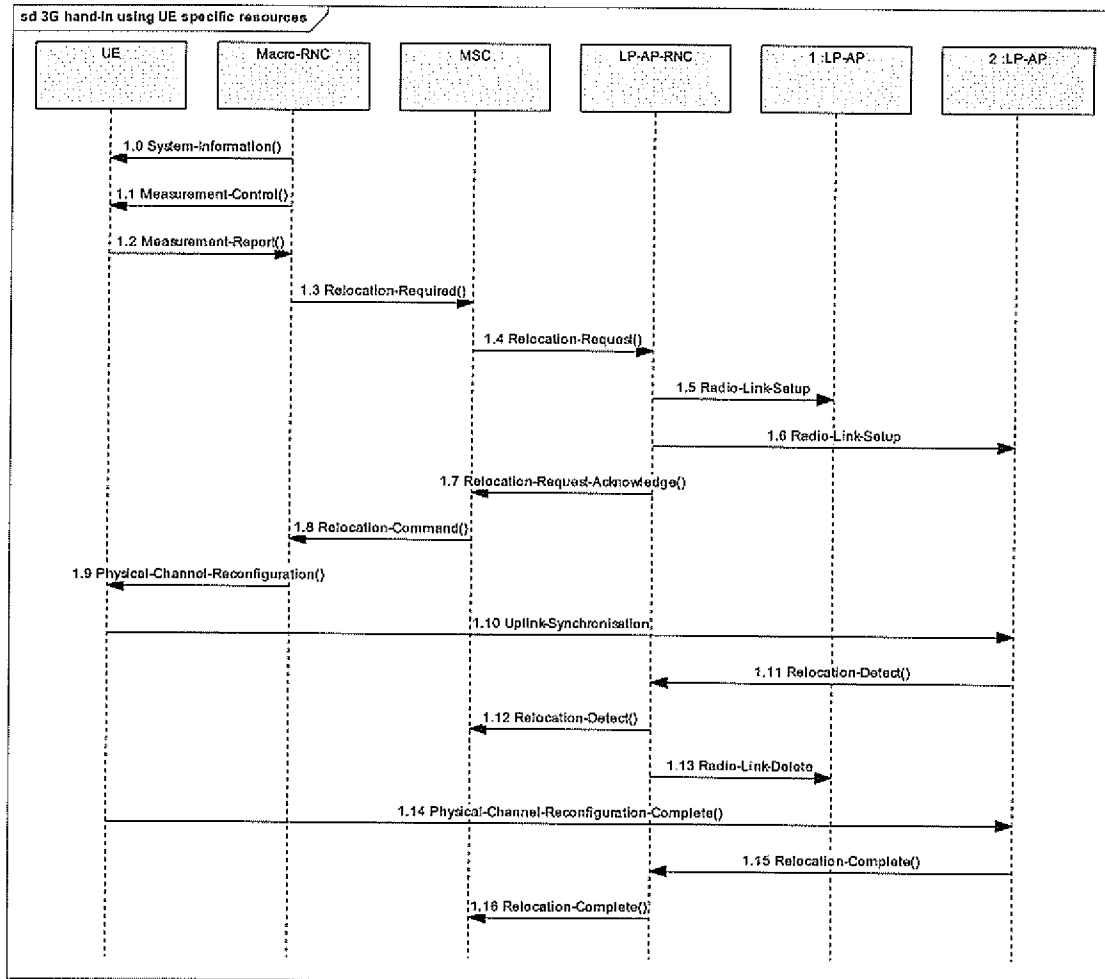 sd 3G hand-in using UE specific resources
UE Macro-RNC MSC LP-AP-RNC 1 :LP-AP 2 :LP-AP
1.0 System-Information()
1.1 Measurement-Control()
1.2 Measurement-Report()
1.3 Relocation-Required()
1.4 Relocation-Request()
1.5 Radio-Link-Setup
1.6 Radio-Link-Setup
1.7 Relocation-Request-Acknowledge()
1.8 Relocation-Command()
1.9 Physical-Channel-Reconfiguration()
1.10 Uplink-Synchronisation
1.11 Relocation-Detect()
1.12 Relocation-Detect()
1.13 Radio-Link-Delete
1.14 Physical-Channel-Reconfiguration-Complete()
1.15 Relocation-Complete()
1.16 Relocation-Complete()